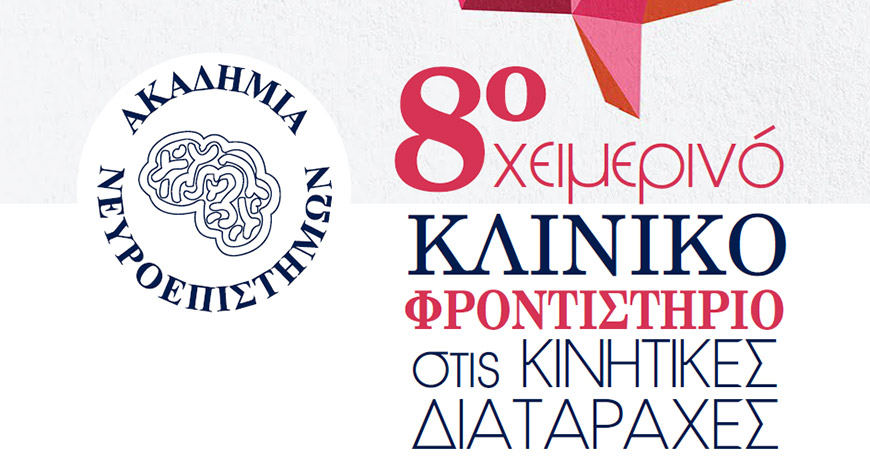 ΑΚΑΔΗΜΙΑ
ΝΕΥΡΟΕΠΙΣΤΗΜΩΝ
8ο
χειμερινό
ΚΛΙΝΙΚΟ
ΦΡΟΝΤΙΣΤΗΡΙΟ
στις ΚΙΝΗΤΙΚΕΣ
ΔΙΑΤΑΡΑΧΕΣ